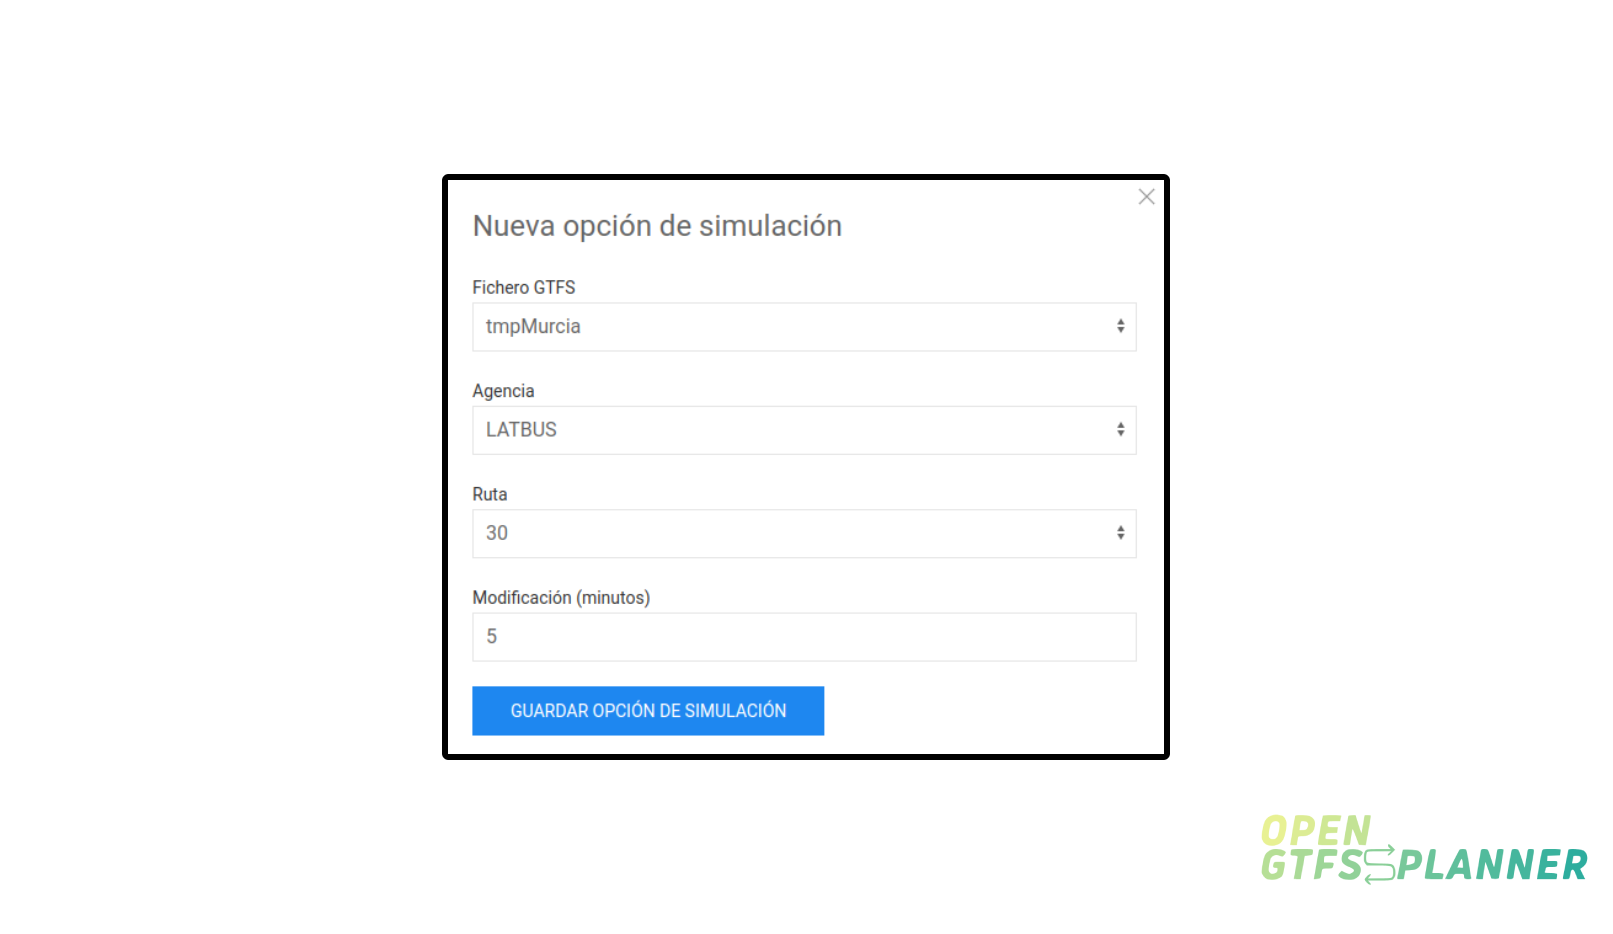 Nueva opción de simulación
Fichero GTFS
tmpMurcia
Agencia
LATBUS
Ruta
30
Modificación (minutos)
5
GUARDAR OPCIÓN DE SIMULACIÓN
OPEN
GTFS PLANNER